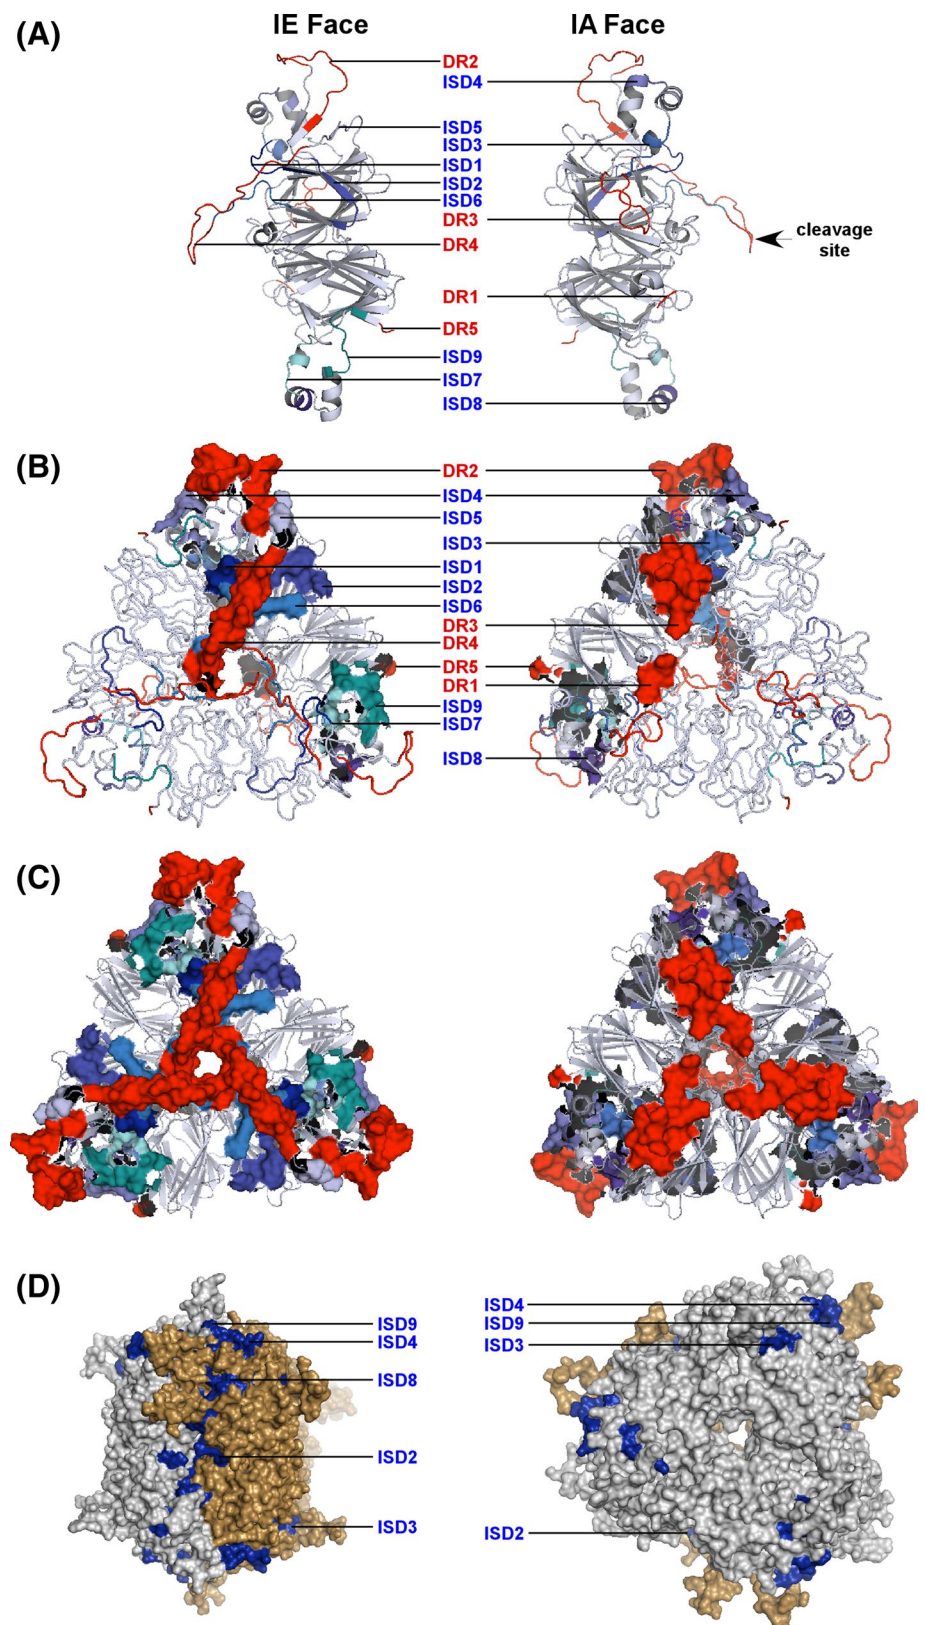 (A)
IE Face
IA Face
DR2
ISD4
ISD5
ISD3
ISD1
ISD2
ISD6
DR3
DR4
cleavage
site
DR1
DR5
ISD9
ISD7
ISD8
(B)
DR2
ISD4
ISD5
ISD3
ISD1
ISD2
ISD6
DR3
DR4
DR5
DR1
ISD9
ISD7
ISD8
(C)
(D)
ISD9
ISD4
ISD8
ISD2
ISD3
ISD4
ISD9
ISD3
ISD2